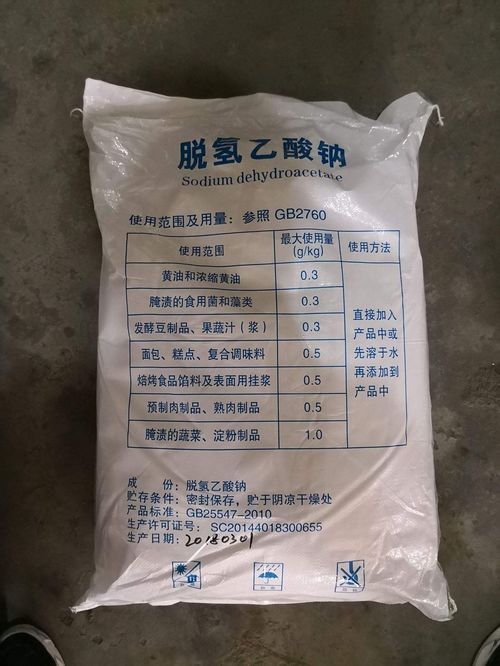 脱氢乙酸钠
Sodium dehydroacetate
使用范围及用量：参照 GB2760
使用范围 最大使用量(g/kg) 使用方法
黄油和浓缩黄油 0.3
腌渍的食用菌和藻类 0.3
发酵豆制品、果蔬汁（浆） 0.3
面包、糕点、复合调味料 0.5
焙烤食品馅料及表面用挂浆 0.5
预制肉制品、熟肉制品 0.5
腌渍的蔬菜、淀粉制品 1.0
直接加入
产品中或
先溶于水
再添加到
产品中
成 份：脱氢乙酸钠
贮存条件：密封保存，贮于阴凉干燥处
产品标准：GB25547-2010
生产许可证号：SC20144018300655
生产日期：20180301